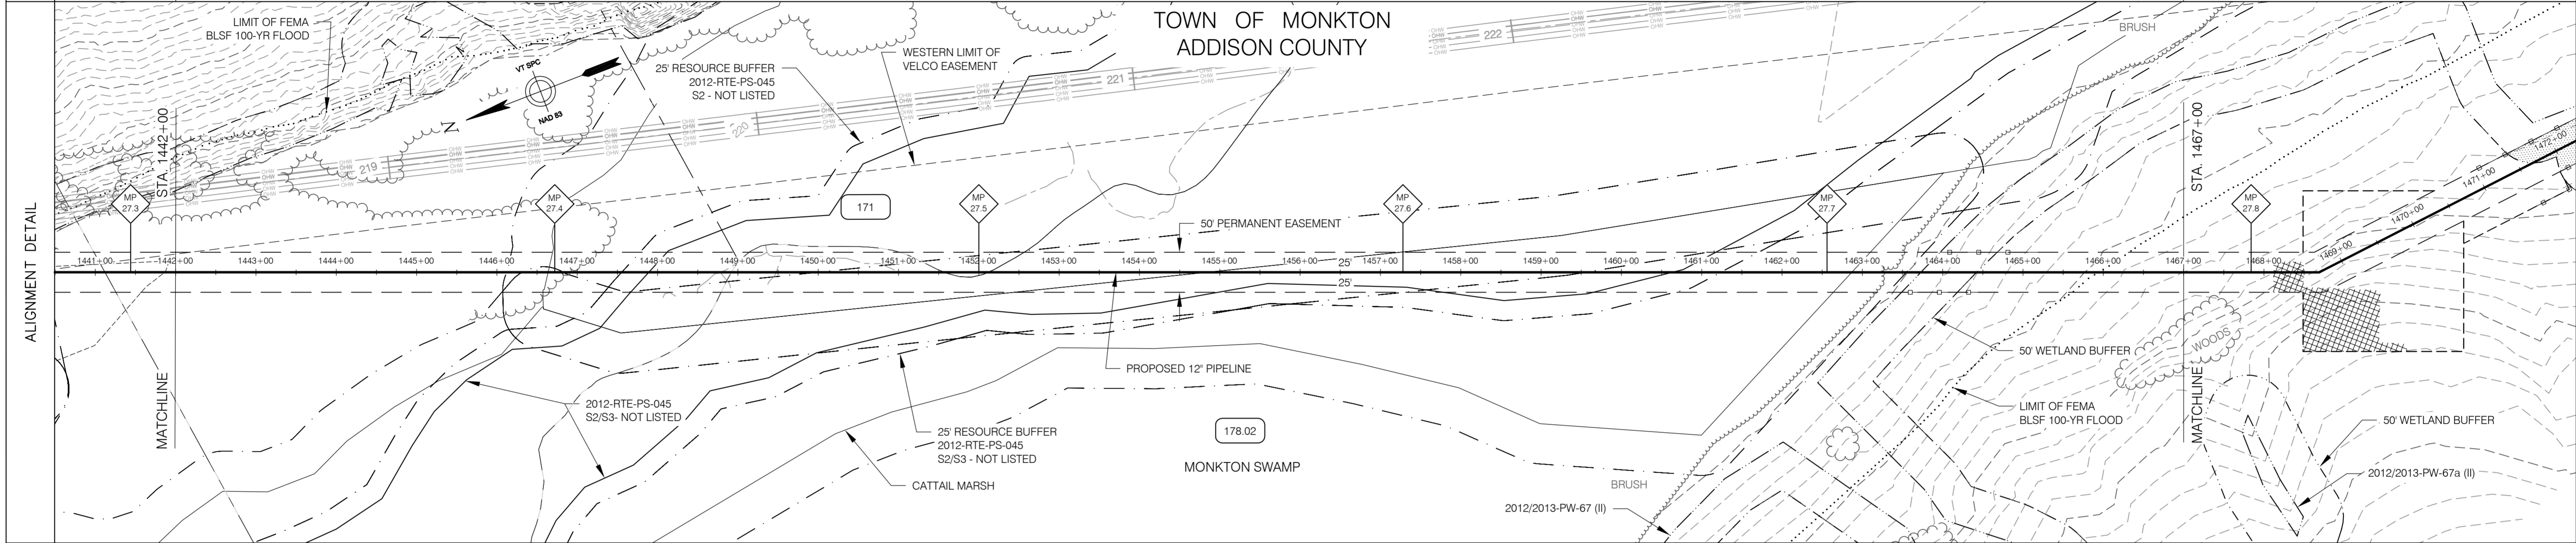 ALIGNMENT DETAIL
TOWN OF MONKTON
ADDISON COUNTY
LIMIT OF FEMA
BLSF 100-YR FLOOD
VT SPC
N
NAD 83
25' RESOURCE BUFFER
2012-RTE-PS-045
S2 - NOT LISTED
WESTERN LIMIT OF
VELCO EASEMENT
219
220
221
222
BRUSH
STA. 1442+00
MATCHLINE
STA. 1467+00
MATCHLINE
MP
27.3
MP
27.4
MP
27.5
MP
27.6
MP
27.7
MP
27.8
171
50' PERMANENT EASEMENT
1441+00
1442+00
1443+00
1444+00
1445+00
1446+00
1447+00
1448+00
1449+00
1450+00
1451+00
1452+00
1453+00
1454+00
1455+00
1456+00
1457+00
1458+00
1459+00
1460+00
1461+00
1462+00
1463+00
1464+00
1465+00
1466+00
1467+00
1468+00
1469+00
1470+00
1471+00
1472+00
25'
25'
PROPOSED 12" PIPELINE
2012-RTE-PS-045
S2/S3- NOT LISTED
25' RESOURCE BUFFER
2012-RTE-PS-045
S2/S3 - NOT LISTED
CATTAIL MARSH
178.02
MONKTON SWAMP
BRUSH
2012/2013-PW-67 (II)
50' WETLAND BUFFER
WOODS
LIMIT OF FEMA
BLSF 100-YR FLOOD
50' WETLAND BUFFER
2012/2013-PW-67a (II)